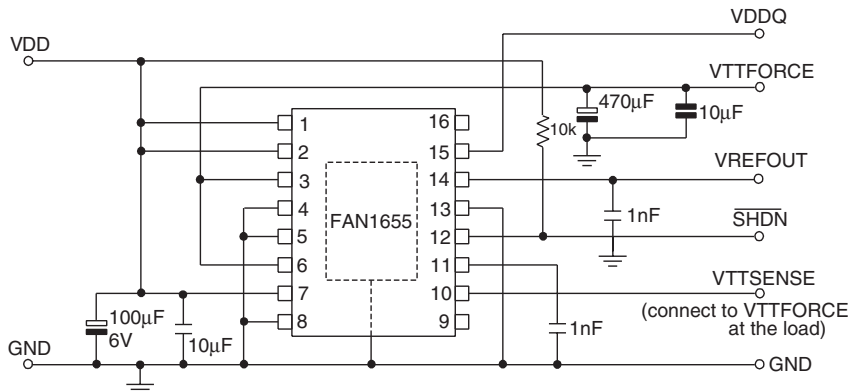 VDDQ
VDD
VTTFORCE
470µF
10µF
1
16
10k
2
15
VREFOUT
3
14
4
13
FAN1655
1nF
SHDN
5
12
6
11
VTTSENSE
7
10
(connect to VTTFORCE
at the load)
100µF
6V
10µF
8
9
1nF
GND
GND